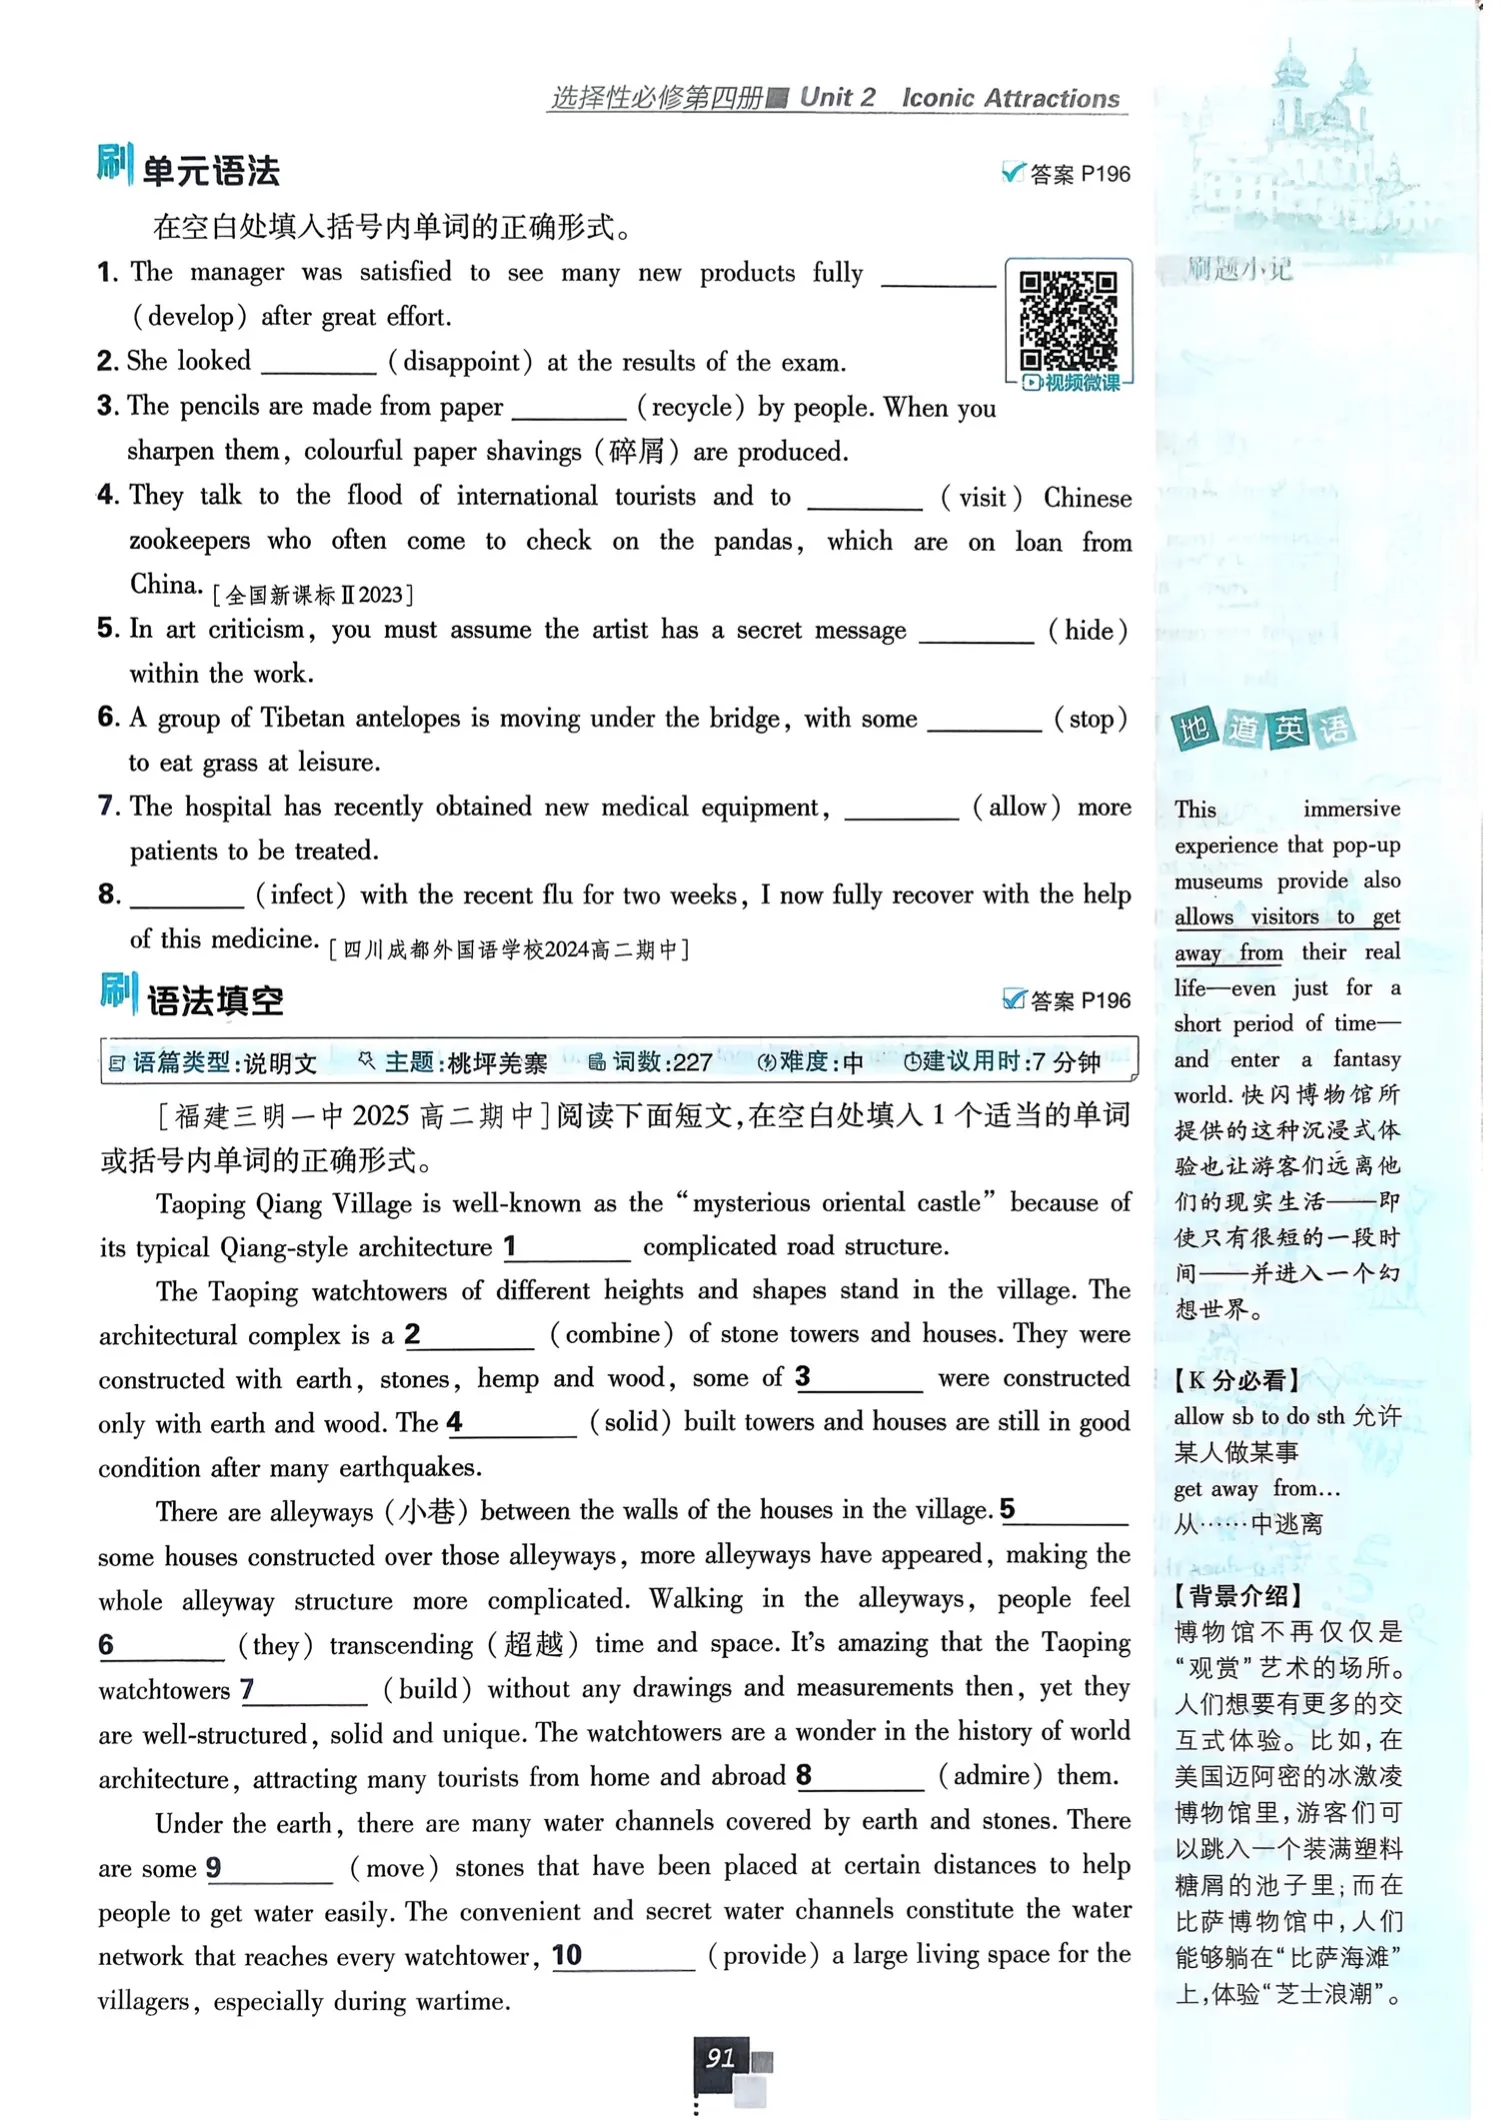 选择性必修第四册 Unit 2 Iconic Attractions
刷 单元语法
答案 P196
在空白处填入括号内单词的正确形式。
1. The manager was satisfied to see many new products fully ________
(develop) after great effort.
2. She looked ________ (disappoint) at the results of the exam.
视频微课
3. The pencils are made from paper ________ (recycle) by people. When you
sharpen them, colourful paper shavings (碎屑) are produced.
4. They talk to the flood of international tourists and to ________ (visit) Chinese
zookeepers who often come to check on the pandas, which are on loan from
China. [全国新课标Ⅱ2023]
5. In art criticism, you must assume the artist has a secret message ________ (hide)
within the work.
6. A group of Tibetan antelopes is moving under the bridge, with some ________ (stop)
to eat grass at leisure.
7. The hospital has recently obtained new medical equipment, ________ (allow) more
patients to be treated.
8. ________ (infect) with the recent flu for two weeks, I now fully recover with the help
of this medicine. [四川成都外国语学校2024高二期中]
刷 语法填空
答案 P196
语篇类型:说明文 主题:桃坪羌寨 词数:227 难度:中 建议用时:7 分钟
[福建三明一中 2025 高二期中]阅读下面短文,在空白处填入 1 个适当的单词
或括号内单词的正确形式。
Taoping Qiang Village is well-known as the “mysterious oriental castle” because of
its typical Qiang-style architecture 1________ complicated road structure.
The Taoping watchtowers of different heights and shapes stand in the village. The
architectural complex is a 2________ (combine) of stone towers and houses. They were
constructed with earth, stones, hemp and wood, some of 3________ were constructed
only with earth and wood. The 4________ (solid) built towers and houses are still in good
condition after many earthquakes.
There are alleyways (小巷) between the walls of the houses in the village. 5________
some houses constructed over those alleyways, more alleyways have appeared, making the
whole alleyway structure more complicated. Walking in the alleyways, people feel
6________ (they) transcending (超越) time and space. It’s amazing that the Taoping
watchtowers 7________ (build) without any drawings and measurements then, yet they
are well-structured, solid and unique. The watchtowers are a wonder in the history of world
architecture, attracting many tourists from home and abroad 8________ (admire) them.
Under the earth, there are many water channels covered by earth and stones. There
are some 9________ (move) stones that have been placed at certain distances to help
people to get water easily. The convenient and secret water channels constitute the water
network that reaches every watchtower, 10________ (provide) a large living space for the
villagers, especially during wartime.
刷题小记
地道英语
This immersive
experience that pop-up
museums provide also
allows visitors to get
away from their real
life—even just for a
short period of time—
and enter a fantasy
world. 快闪博物馆所
提供的这种沉浸式体
验也让游客们远离他
们的现实生活——即
使只有很短的一段时
间——并进入一个幻
想世界。
【K 分必看】
allow sb to do sth 允许
某人做某事
get away from...
从……中逃离
【背景介绍】
博物馆不再仅仅是
“观赏”艺术的场所。
人们想要有更多的交
互式体验。比如,在
美国迈阿密的冰激凌
博物馆里,游客们可
以跳入一个装满塑料
糖屑的池子里;而在
比萨博物馆中,人们
能够躺在“比萨海滩”
上,体验“芝士浪潮”。
91